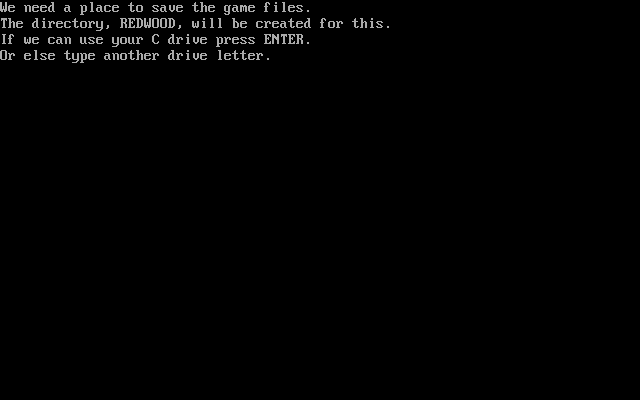 We need a place to save the game files.
The directory, REDWOOD, will be created for this.
If we can use your C drive press ENTER.
Or else type another drive letter.